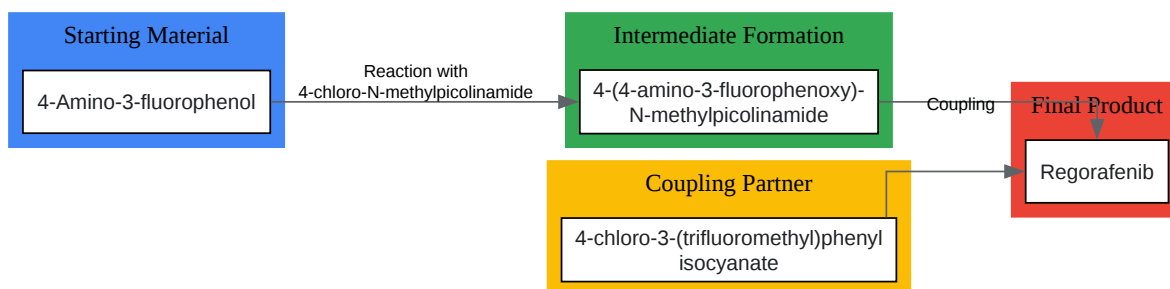 Starting Material
4-Amino-3-fluorophenol
Reaction with
4-chloro-N-methylpicolinamide
Intermediate Formation
4-(4-amino-3-fluorophenoxy)-
N-methylpicolinamide
Coupling
Final Product
Regorafenib
Coupling Partner
4-chloro-3-(trifluoromethyl)phenyl
isocyanate